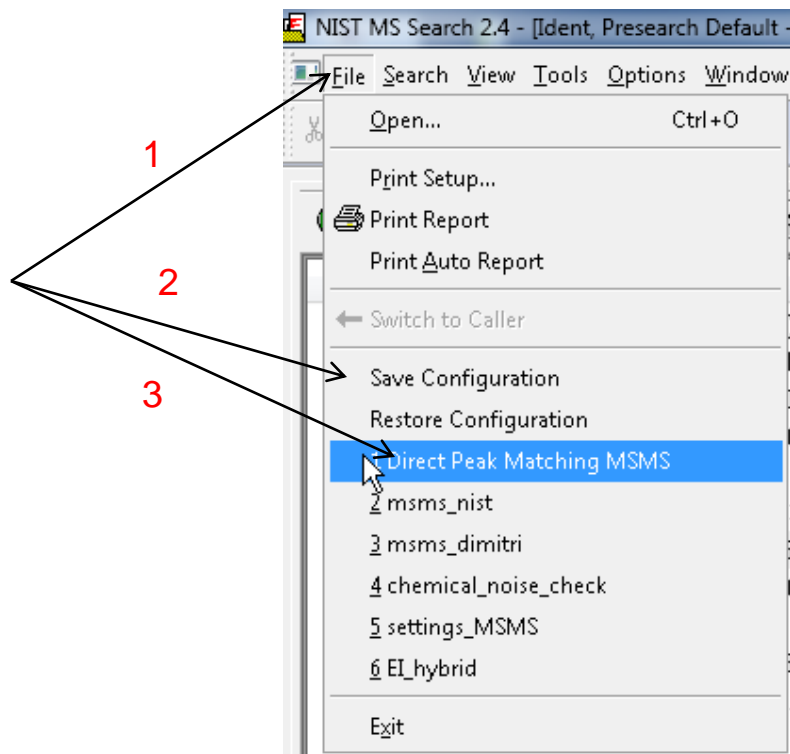 NIST MS Search 2.4 - [Ident, Presearch Default -
File Search View Tools Options Window
Open... Ctrl+O
1
Print Setup...
Print Report
Print Auto Report
2
Switch to Caller
3
Save Configuration
Restore Configuration
1 Direct Peak Matching MSMS
2 msms_nist
3 msms_dimitri
4 chemical_noise_check
5 settings_MSMS
6 EI_hybrid
Exit